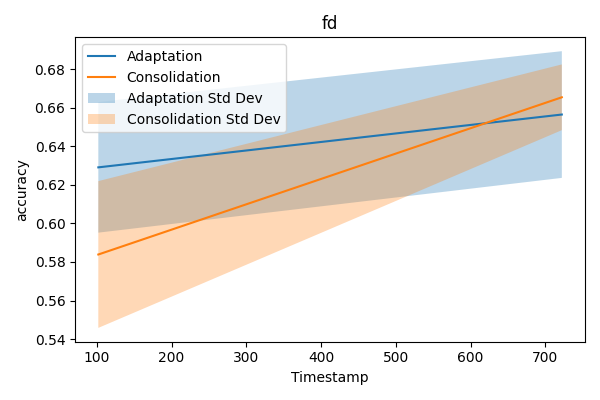 fd
Adaptation
Consolidation
Adaptation Std Dev
Consolidation Std Dev
accuracy
0.68
0.66
0.64
0.62
0.60
0.58
0.56
0.54
100 200 300 400 500 600 700
Timestamp